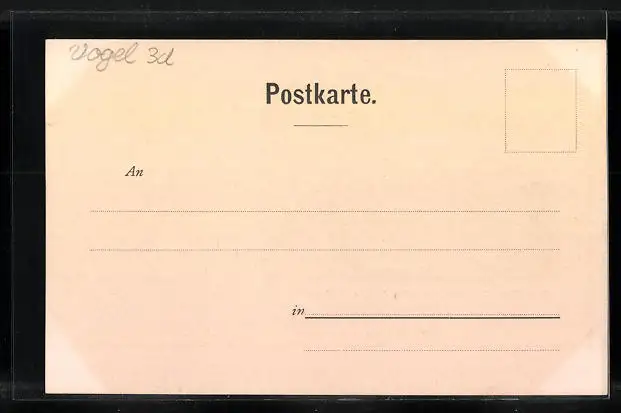 Vogel 3d
Postkarte.
An
in